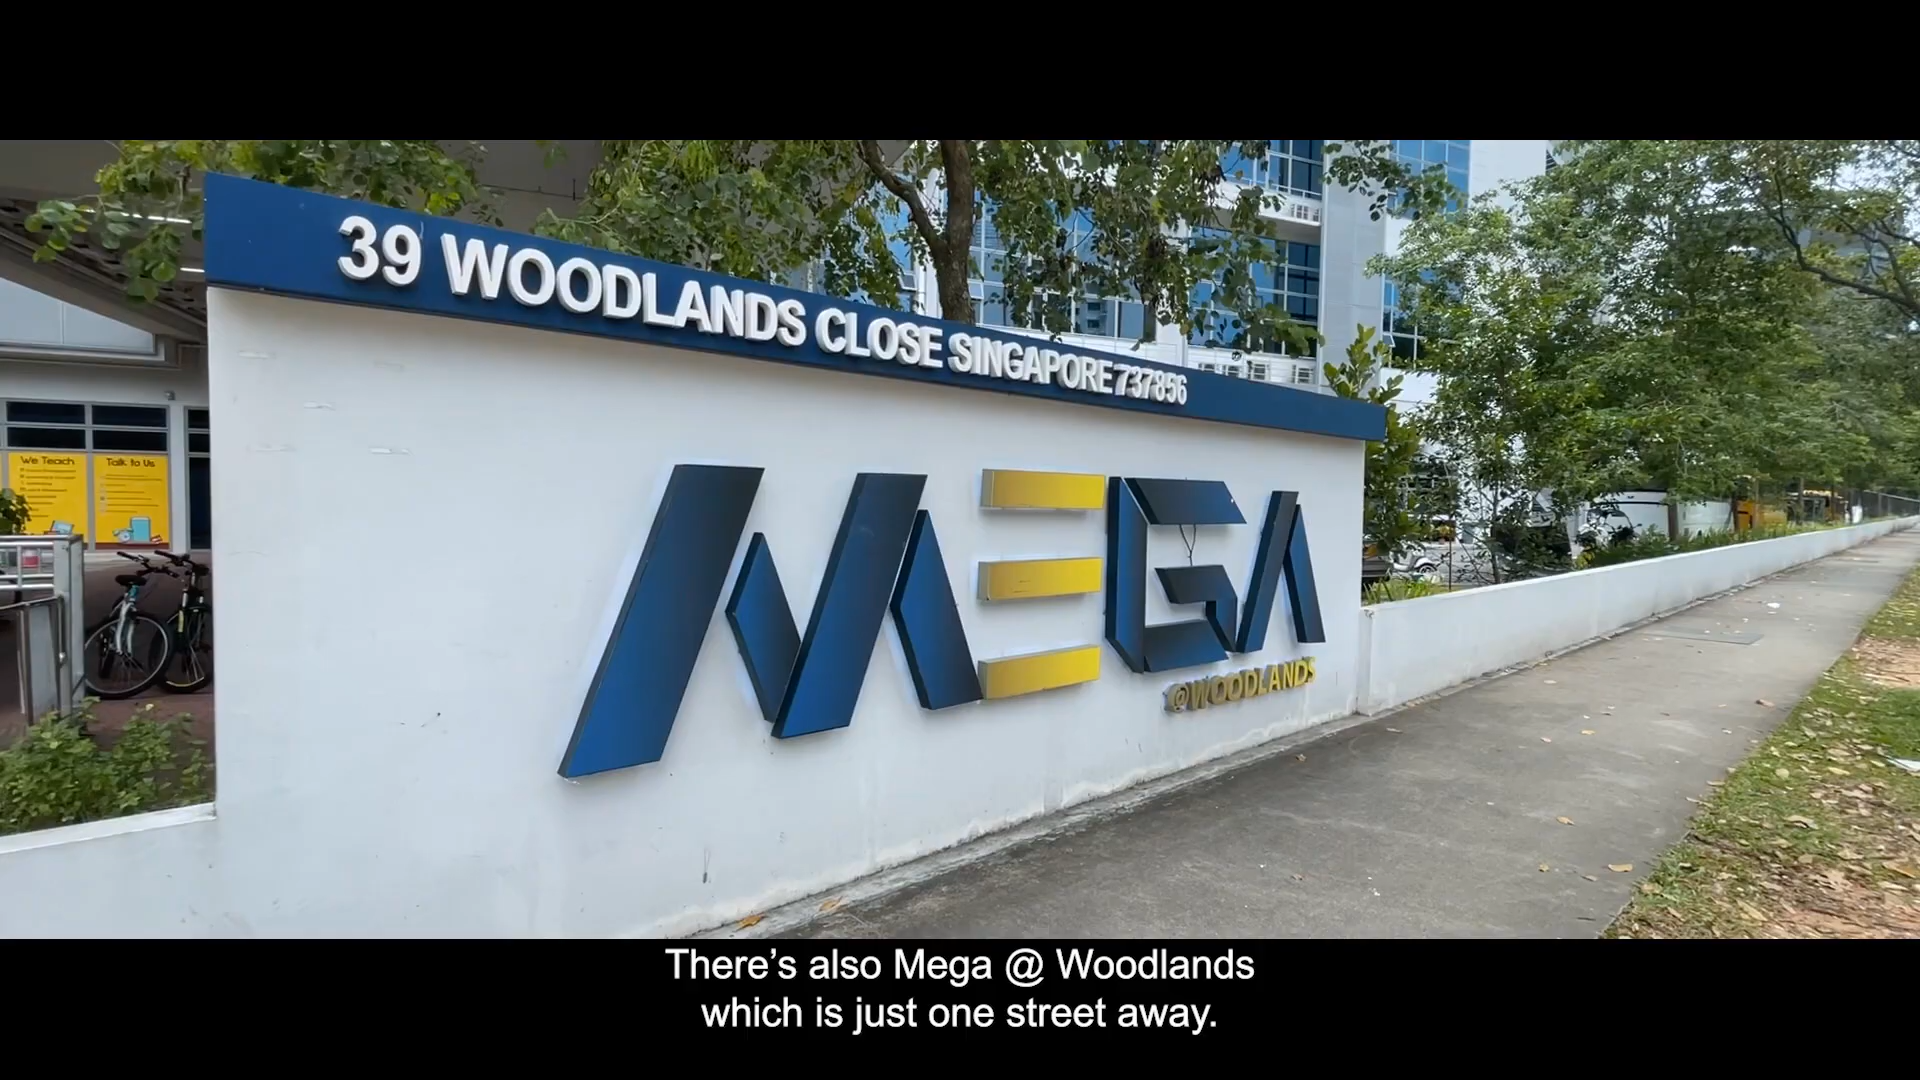 39 WOODLANDS CLOSE SINGAPORE 737856
We Teach
Talk to Us
MEGA
@WOODLANDS
There’s also Mega @ Woodlands
which is just one street away.